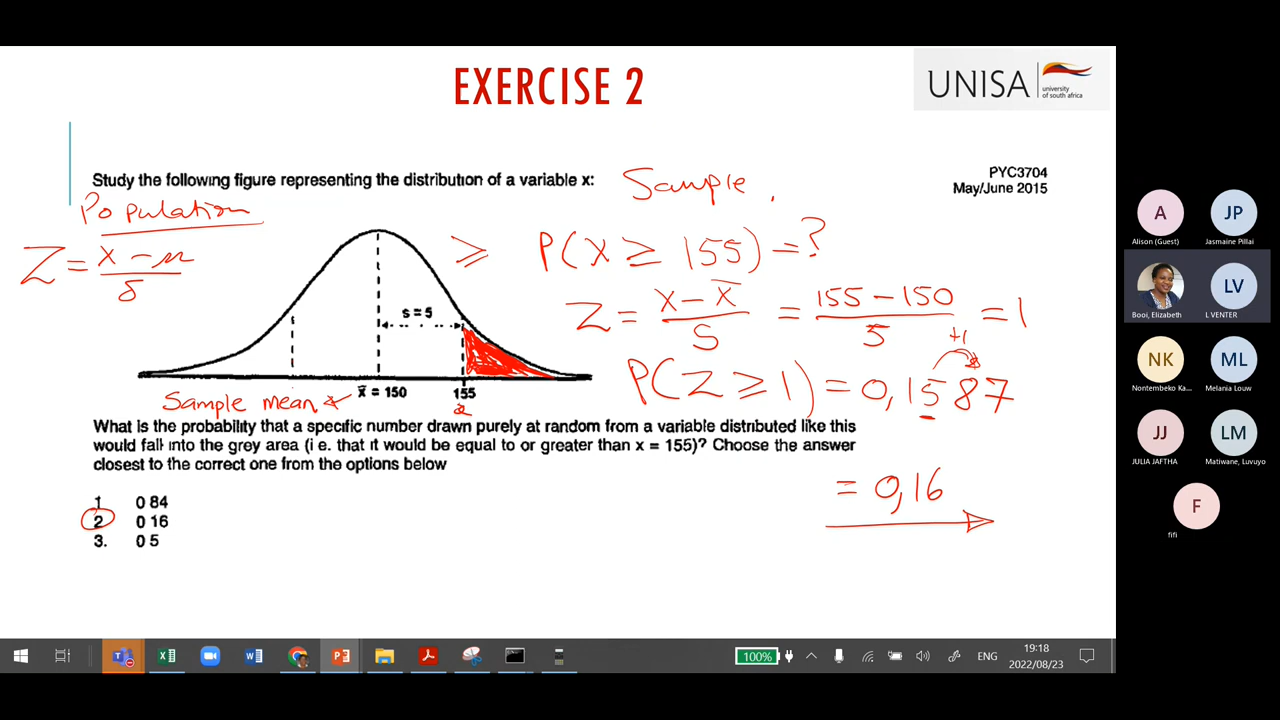 EXERCISE 2
UNISA
university
of south africa
PYC3704
May/June 2015
Study the following figure representing the distribution of a variable x:
Sample
Population
Z = x - μ / δ
≥
P(X ≥ 155) = ?
Z = x - x̄ / S = 155 - 150 / 5 = 1
s = 5
+1
P(Z ≥ 1) = 0,1587
x̄ = 150
155
Sample mean
What is the probability that a specific number drawn purely at random from a variable distributed like this
would fall into the grey area (i e. that it would be equal to or greater than x = 155)? Choose the answer
closest to the correct one from the options below
= 0,16
1 0 84
2 0 16
3. 0 5
A
Alison (Guest)
JP
Jasmaine Pillai
Booi, Elizabeth
LV
L VENTER
NK
Nontembeko Ka...
ML
Melania Louw
JJ
JULIA JAFTHA
LM
Matiwane, Luvuyo
F
fifi
100%
ENG
19:18
2022/08/23